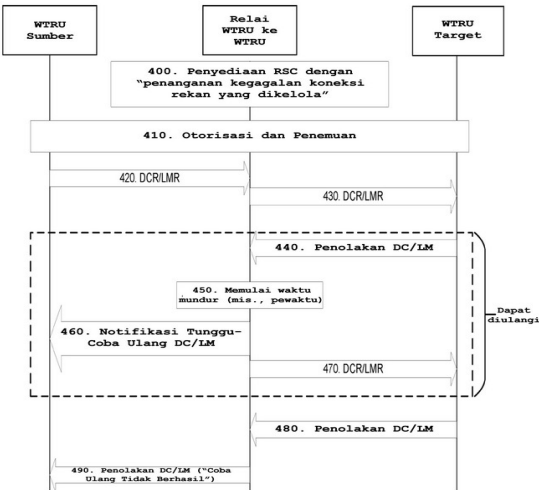 WTRU
Sumber
Relai
WTRU ke
WTRU
WTRU
Target
400. Penyediaan RSC dengan
“penanganan kegagalan koneksi
rekan yang dikelola”
410. Otorisasi dan Penemuan
420. DCR/LMR
430. DCR/LMR
440. Penolakan DC/LM
450. Memulai waktu
mundur (mis., pewaktu)
Dapat
diulangi
460. Notifikasi Tunggu-
Coba Ulang DC/LM
470. DCR/LMR
480. Penolakan DC/LM
490. Penolakan DC/LM (“Coba
Ulang Tidak Berhasil”)